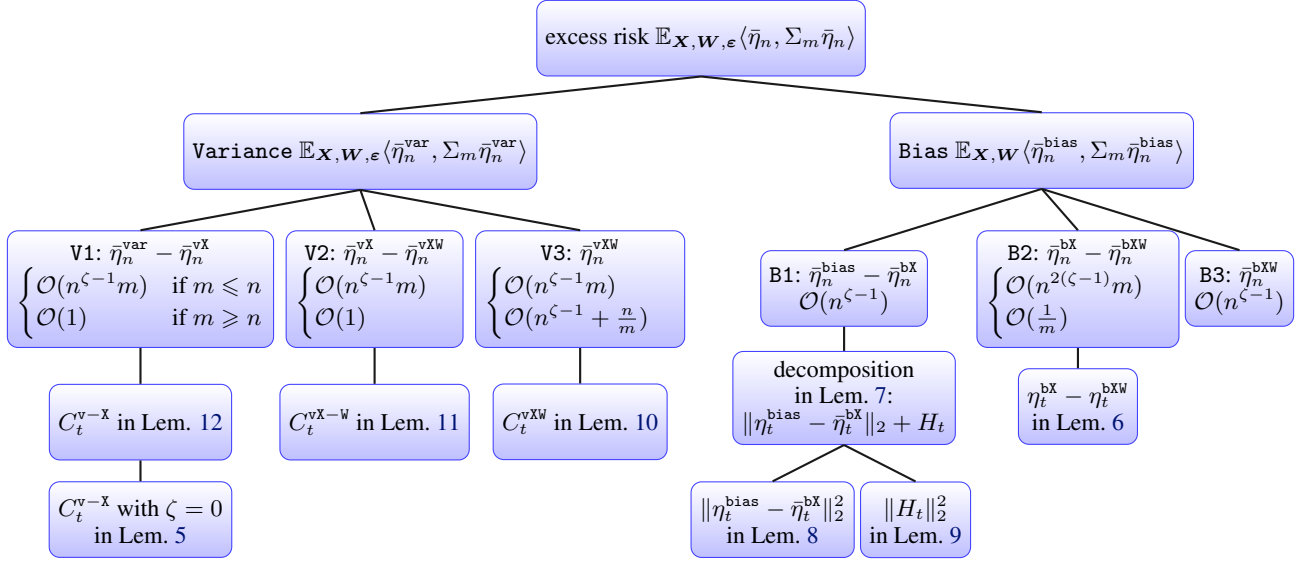 excess risk 𝔼_{X,W,ε}⟨η̄_n, Σ_m η̄_n⟩
Variance 𝔼_{X,W,ε}⟨η̄_n^{var}, Σ_m η̄_n^{var}⟩
Bias 𝔼_{X,W}⟨η̄_n^{bias}, Σ_m η̄_n^{bias}⟩
V1: η̄_n^{var} − η̄_n^{vX}
{ 𝒪(n^{ζ−1}m) if m ⩽ n
𝒪(1) if m ⩾ n
V2: η̄_n^{vX} − η̄_n^{vXW}
{ 𝒪(n^{ζ−1}m)
𝒪(1)
V3: η̄_n^{vXW}
{ 𝒪(n^{ζ−1}m)
𝒪(n^{ζ−1} + n/m)
B1: η̄_n^{bias} − η̄_n^{bX}
𝒪(n^{ζ−1})
B2: η̄_n^{bX} − η̄_n^{bXW}
{ 𝒪(n^{2(ζ−1)}m)
𝒪(1/m)
B3: η̄_n^{bXW}
𝒪(n^{ζ−1})
C_t^{v−X} in Lem. 12
C_t^{vX−W} in Lem. 11
C_t^{vXW} in Lem. 10
decomposition
in Lem. 7:
‖η_t^{bias} − η̄_t^{bX}‖_2 + H_t
η_t^{bX} − η_t^{bXW}
in Lem. 6
C_t^{v−X} with ζ = 0
in Lem. 5
‖η_t^{bias} − η̄_t^{bX}‖_2^2
in Lem. 8
‖H_t‖_2^2
in Lem. 9